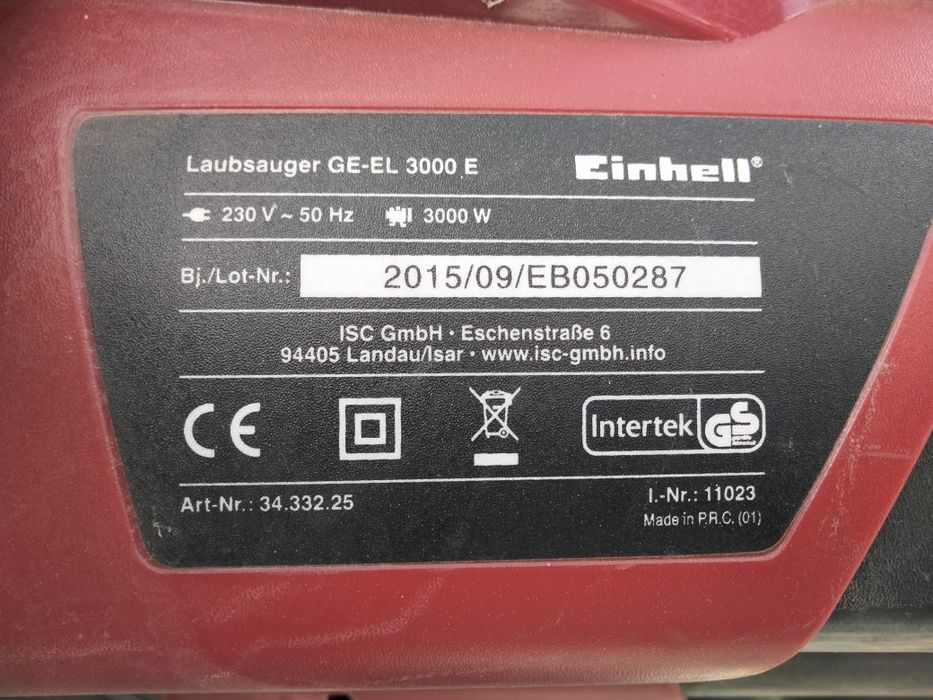 Laubsauger GE-EL 3000 E
Einhell®
230 V ~ 50 Hz 3000 W
Bj./Lot-Nr.: 2015/09/EB050287
ISC GmbH · Eschenstraße 6
94405 Landau/Isar · www.isc-gmbh.info
CE
Intertek GS
geprüfte Sicherheit
Art-Nr.: 34.332.25
I.-Nr.: 11023
Made in P.R.C. (01)